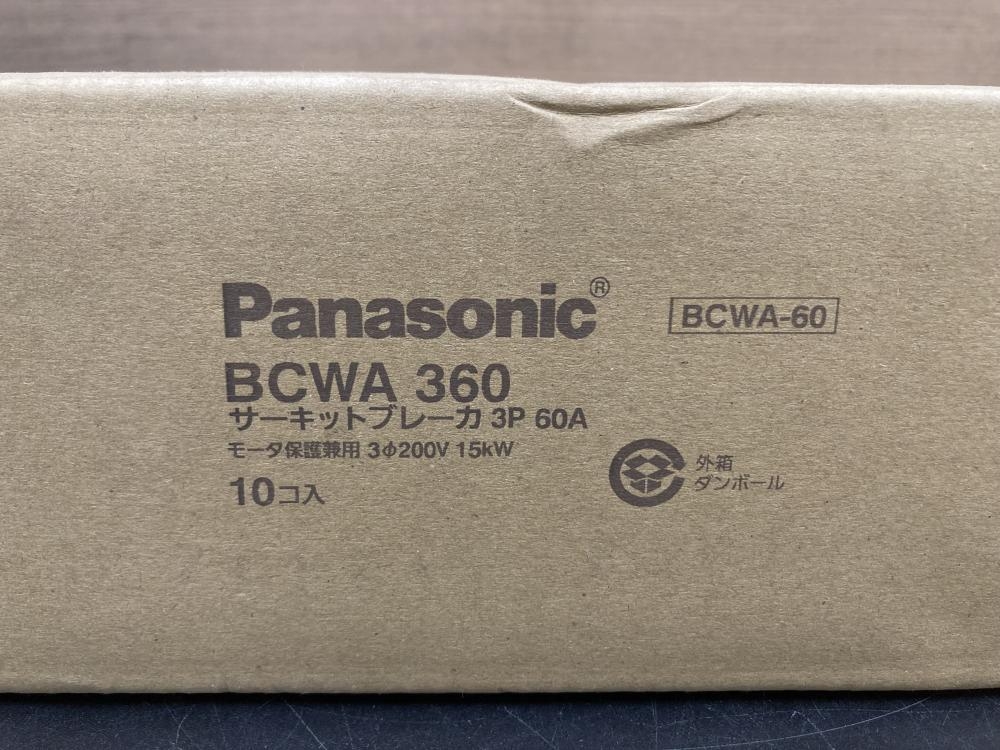 Panasonic®
BCWA-60
BCWA 360
サーキットブレーカ 3P 60A
モータ保護兼用 3φ200V 15kW
10コ入
外箱
ダンボール